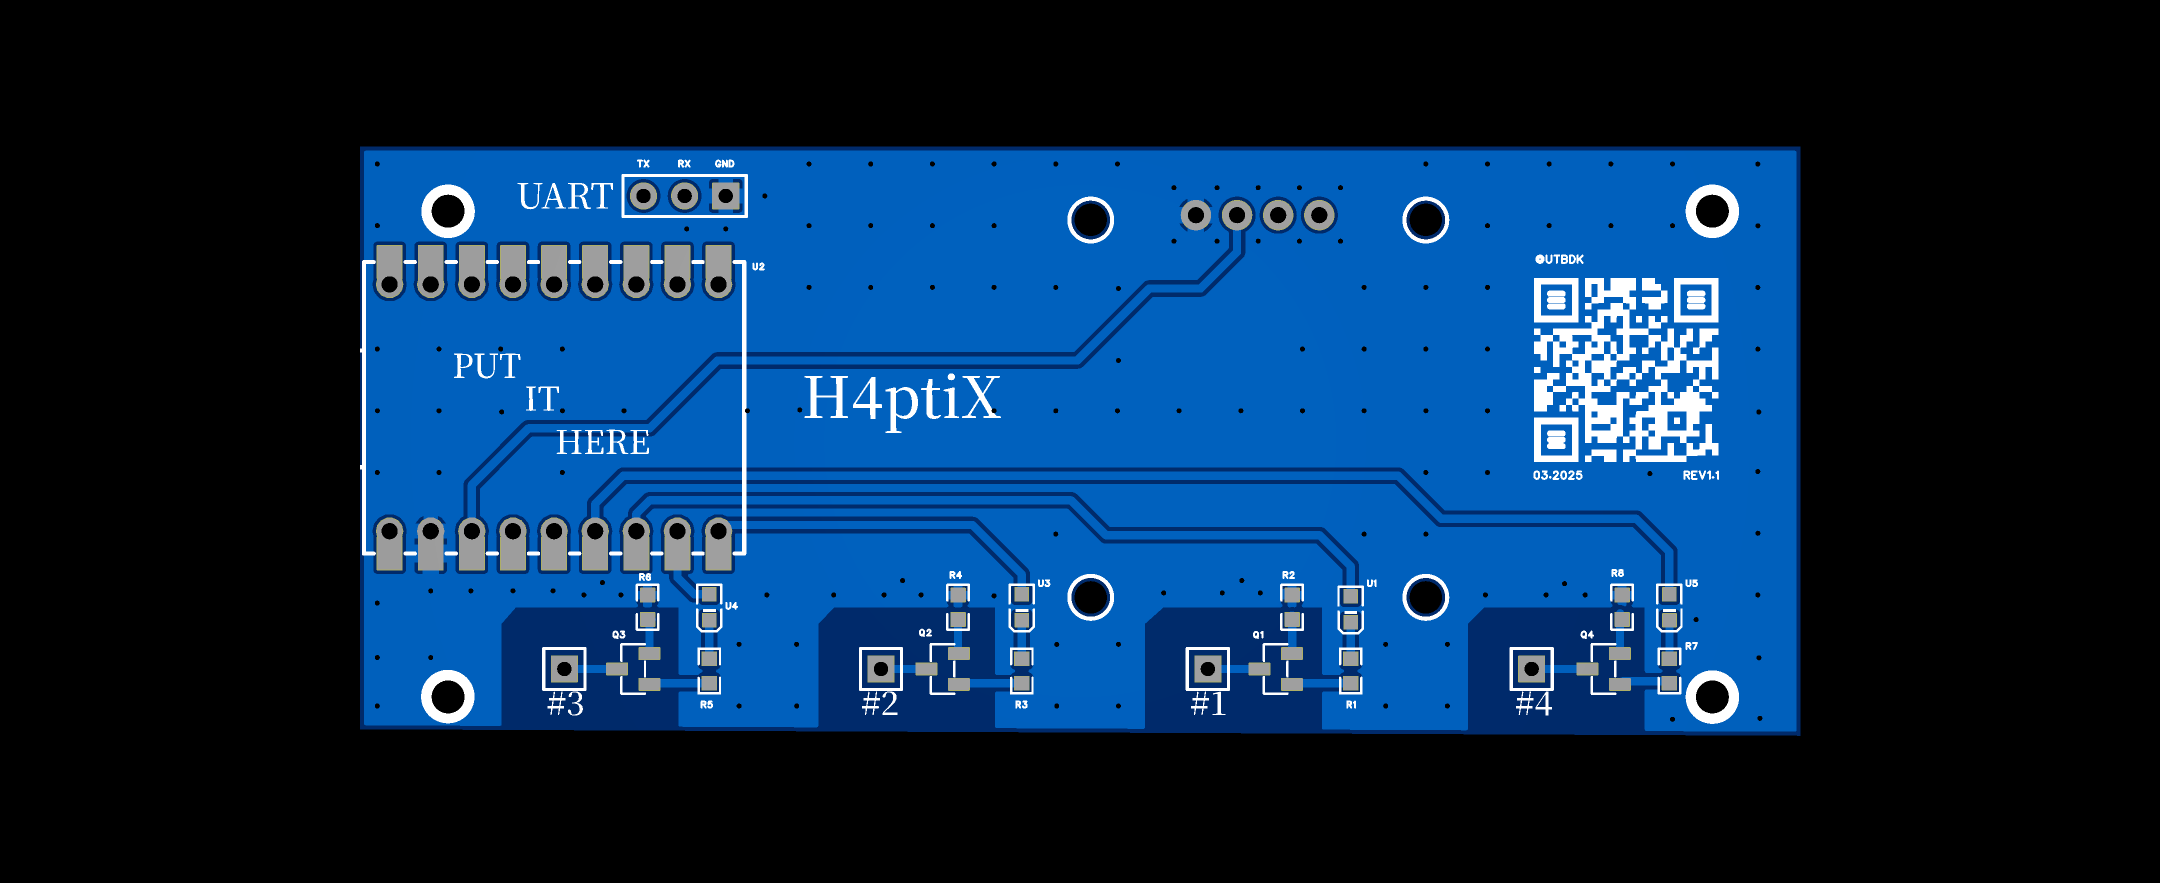 TX RX GND
UART
U2
@UTBDK
PUT
IT
HERE
H4ptiX
03.2025 REV1.1
R6 R4 U3 R2 U1 R8 U5
U4
Q3 Q2 Q1 Q4
R7
#3 R5 #2 R3 #1 R1 #4